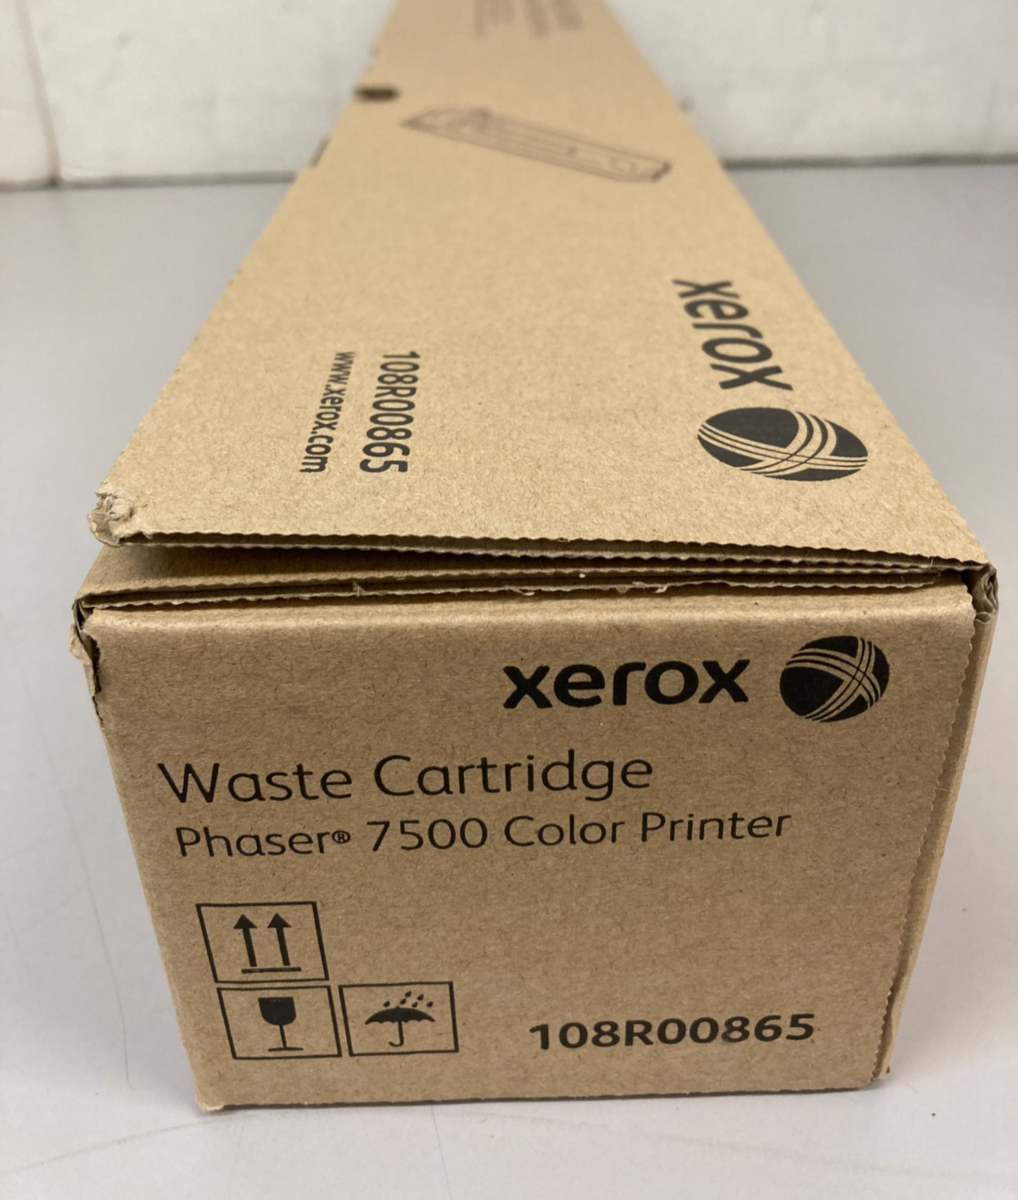 xerox
108R00865
www.xerox.com
xerox
Waste Cartridge
Phaser® 7500 Color Printer
108R00865